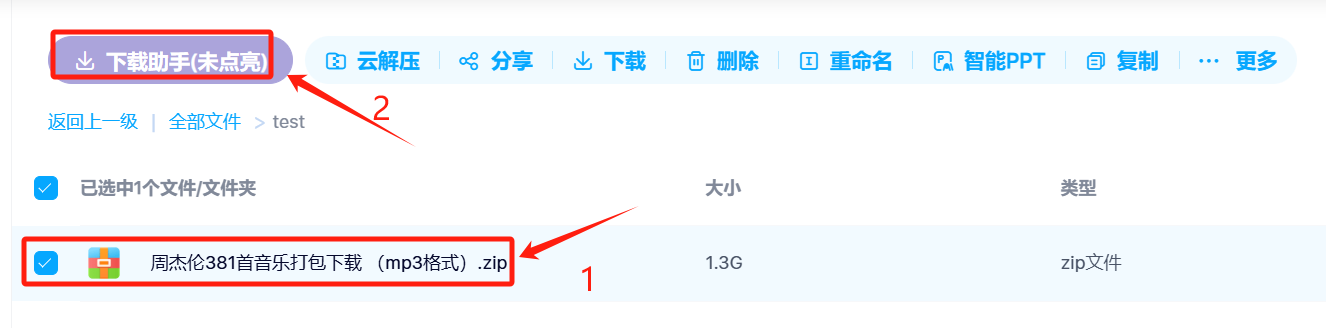 下载助手(未点亮) 云解压 分享 下载 删除 重命名 智能PPT 复制 ··· 更多
2
返回上一级 | 全部文件 > test
已选中1个文件/文件夹 大小 类型
周杰伦381首音乐打包下载 （mp3格式）.zip 1.3G zip文件
1